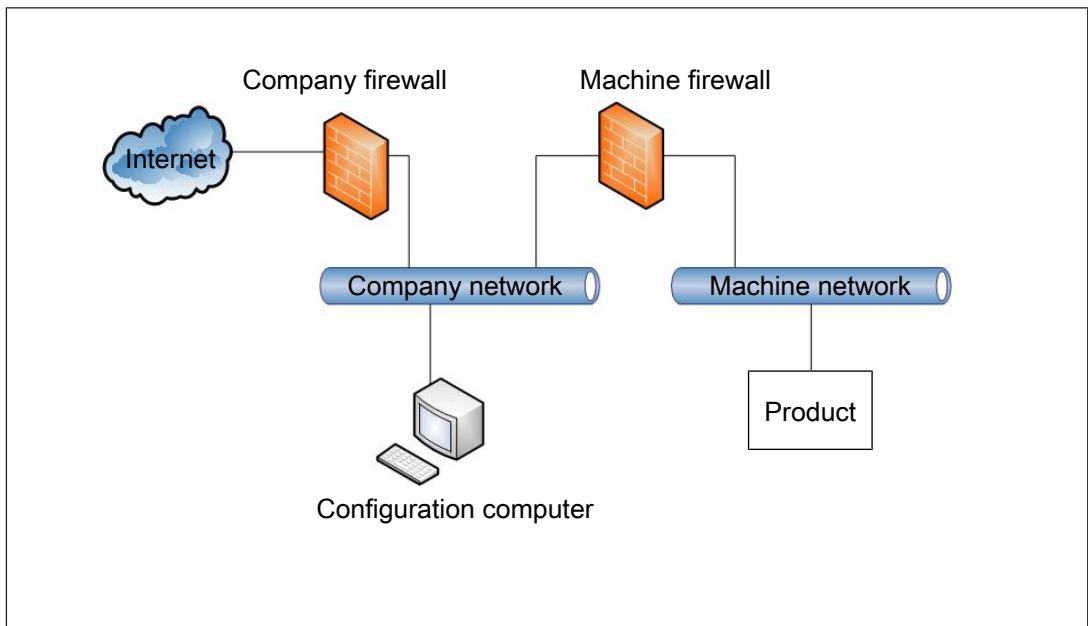 Company firewall
Machine firewall
Internet
Company network
Machine network
Product
Configuration computer